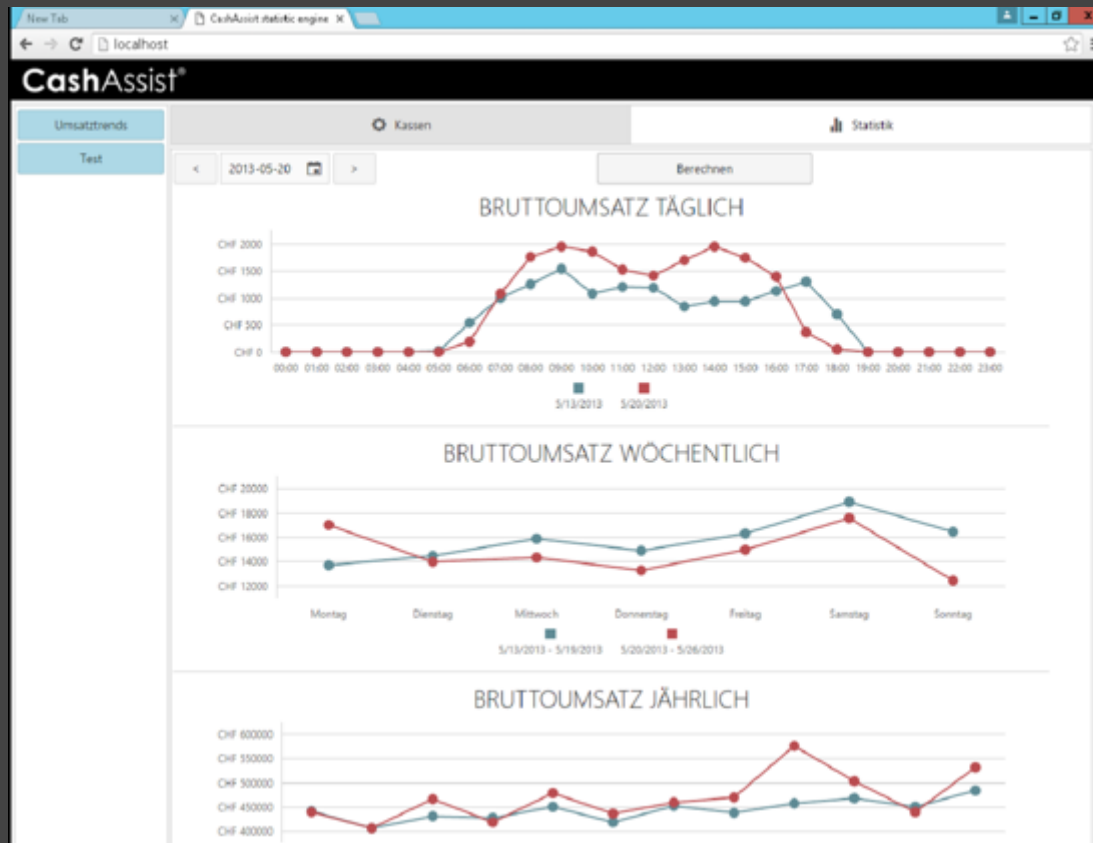 New Tab
CashAssist statistic engine
localhost
CashAssist®
Umsatztrends
Test
Kassen
Statistik
< 2013-05-20 >
Berechnen
BRUTTOUMSATZ TÄGLICH
CHF 2000
CHF 1500
CHF 1000
CHF 500
CHF 0
00:00 01:00 02:00 03:00 04:00 05:00 06:00 07:00 08:00 09:00 10:00 11:00 12:00 13:00 14:00 15:00 16:00 17:00 18:00 19:00 20:00 21:00 22:00 23:00
5/13/2013 5/20/2013
BRUTTOUMSATZ WÖCHENTLICH
CHF 20000
CHF 18000
CHF 16000
CHF 14000
CHF 12000
Montag Dienstag Mittwoch Donnerstag Freitag Samstag Sonntag
5/13/2013 - 5/19/2013 5/20/2013 - 5/26/2013
BRUTTOUMSATZ JÄHRLICH
CHF 600000
CHF 550000
CHF 500000
CHF 450000
CHF 400000